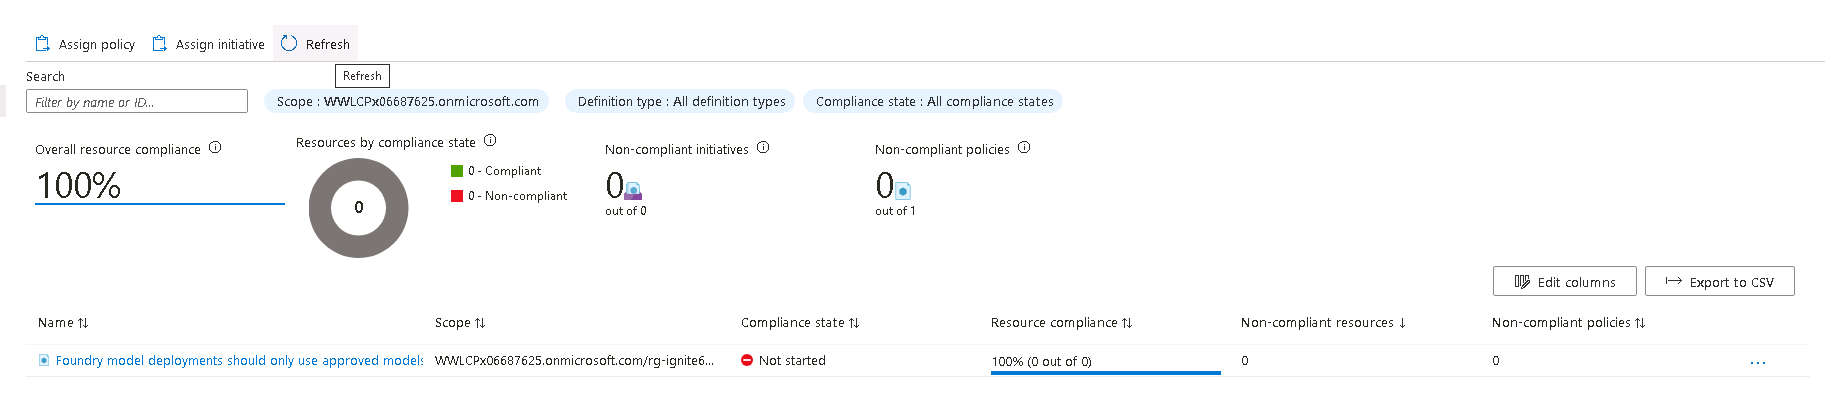 Assign policy Assign initiative Refresh
Refresh
Search
Filter by name or ID...
Scope : WWLCPx06687625.onmicrosoft.com
Definition type : All definition types
Compliance state : All compliance states
Overall resource compliance
100%
Resources by compliance state
0
0 - Compliant
0 - Non-compliant
Non-compliant initiatives
0
out of 0
Non-compliant policies
0
out of 1
Edit columns
Export to CSV
Name Scope Compliance state Resource compliance Non-compliant resources Non-compliant policies
Foundry model deployments should only use approved models WWLCPx06687625.onmicrosoft.com/rg-ignite6... Not started 100% (0 out of 0) 0 0 ...